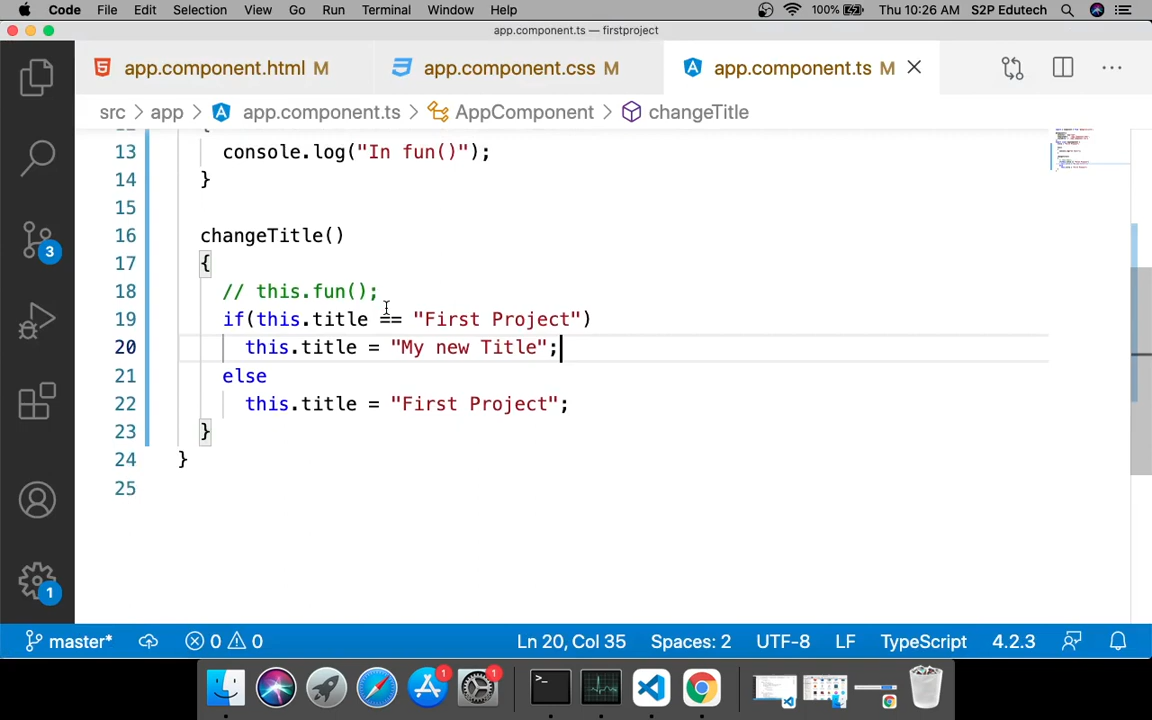 Code File Edit Selection View Go Run Terminal Window Help 100% Thu 10:26 AM S2P Edutech
app.component.ts — firstproject
app.component.html M app.component.css M app.component.ts M
src > app > app.component.ts > AppComponent > changeTitle
13 console.log("In fun()");
14 }
15
16 changeTitle()
17 {
18 // this.fun();
19 if(this.title == "First Project")
20 this.title = "My new Title";
21 else
22 this.title = "First Project";
23 }
24 }
25
3
1
master* 0 0 Ln 20, Col 35 Spaces: 2 UTF-8 LF TypeScript 4.2.3
1 1